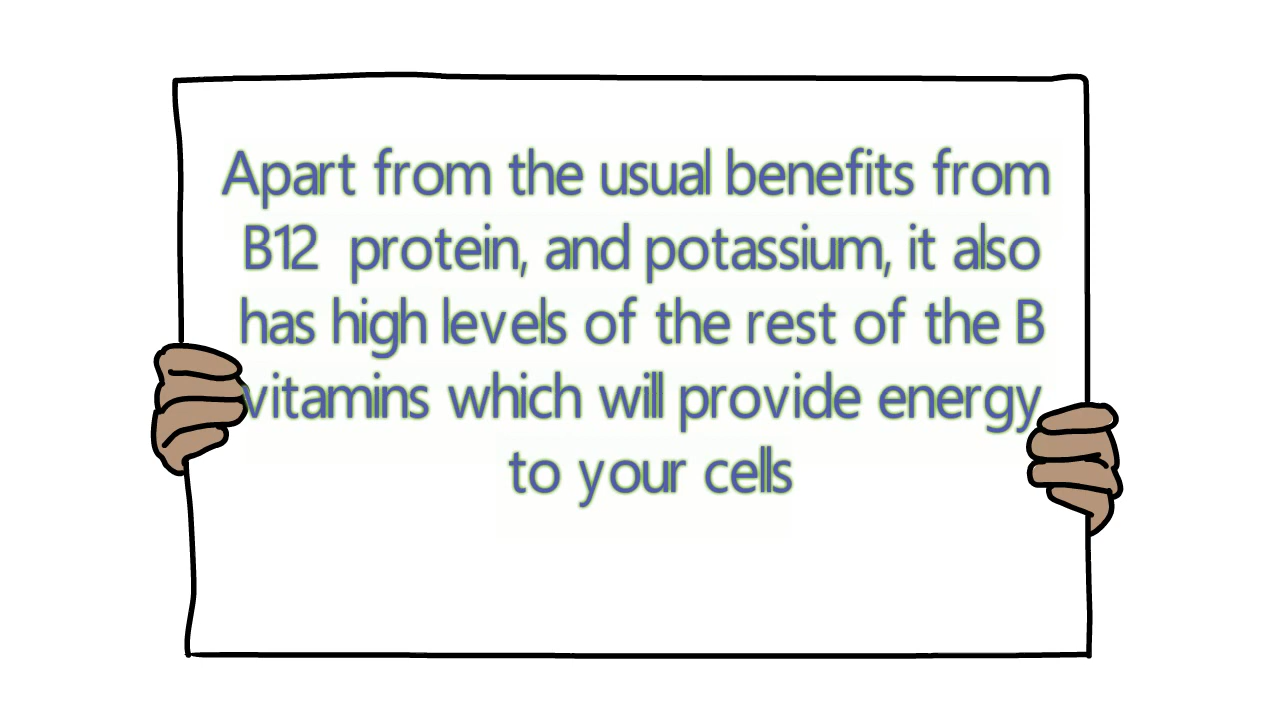 Apart from the usual benefits from
B12  protein, and potassium, it also
has high levels of the rest of the B
vitamins which will provide energy
to your cells